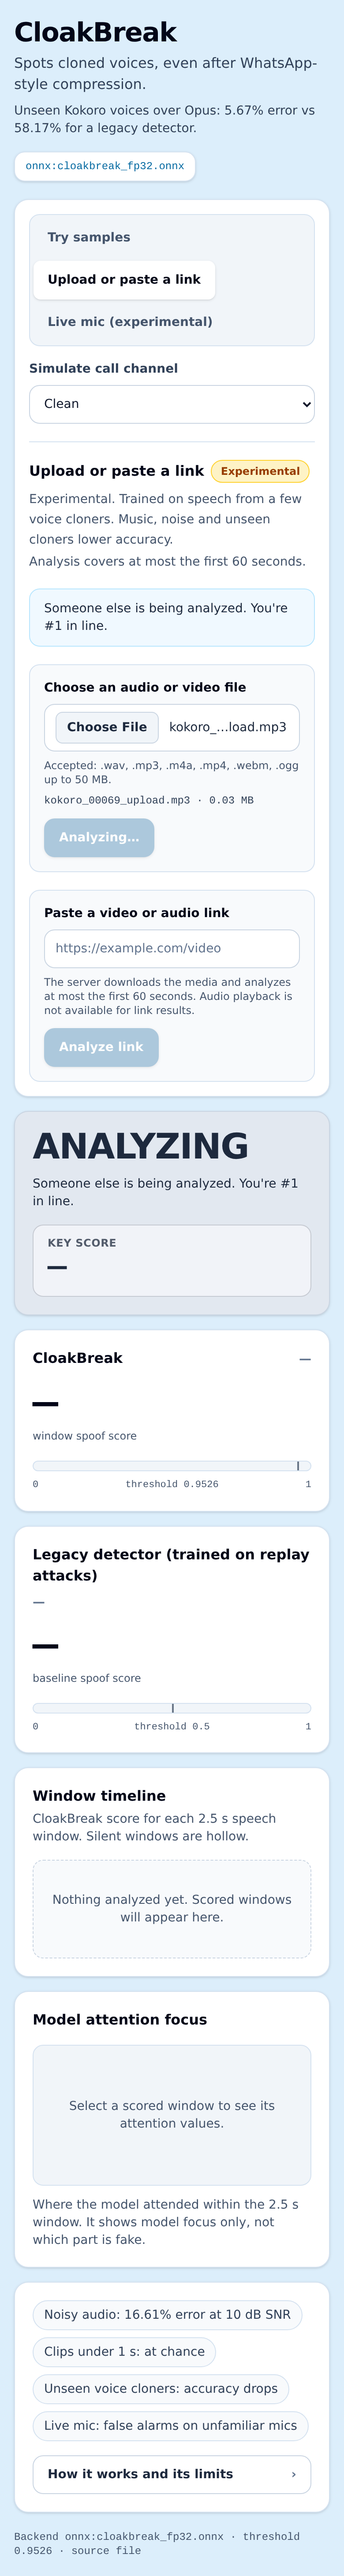 CloakBreak
Spots cloned voices, even after WhatsApp-
style compression.
Unseen Kokoro voices over Opus: 5.67% error vs
58.17% for a legacy detector.
onnx:cloakbreak_fp32.onnx
Try samples
Upload or paste a link
Live mic (experimental)
Simulate call channel
Clean
Upload or paste a link Experimental
Experimental. Trained on speech from a few
voice cloners. Music, noise and unseen
cloners lower accuracy.
Analysis covers at most the first 60 seconds.
Someone else is being analyzed. You're
#1 in line.
Choose an audio or video file
Choose File kokoro_...load.mp3
Accepted: .wav, .mp3, .m4a, .mp4, .webm, .ogg
up to 50 MB.
kokoro_00069_upload.mp3 · 0.03 MB
Analyzing…
Paste a video or audio link
https://example.com/video
The server downloads the media and analyzes
at most the first 60 seconds. Audio playback is
not available for link results.
Analyze link
ANALYZING
Someone else is being analyzed. You're #1
in line.
KEY SCORE
—
CloakBreak —
—
window spoof score
0 threshold 0.9526 1
Legacy detector (trained on replay
attacks)
—
—
baseline spoof score
0 threshold 0.5 1
Window timeline
CloakBreak score for each 2.5 s speech
window. Silent windows are hollow.
Nothing analyzed yet. Scored windows
will appear here.
Model attention focus
Select a scored window to see its
attention values.
Where the model attended within the 2.5 s
window. It shows model focus only, not
which part is fake.
Noisy audio: 16.61% error at 10 dB SNR
Clips under 1 s: at chance
Unseen voice cloners: accuracy drops
Live mic: false alarms on unfamiliar mics
How it works and its limits ›
Backend onnx:cloakbreak_fp32.onnx · threshold
0.9526 · source file